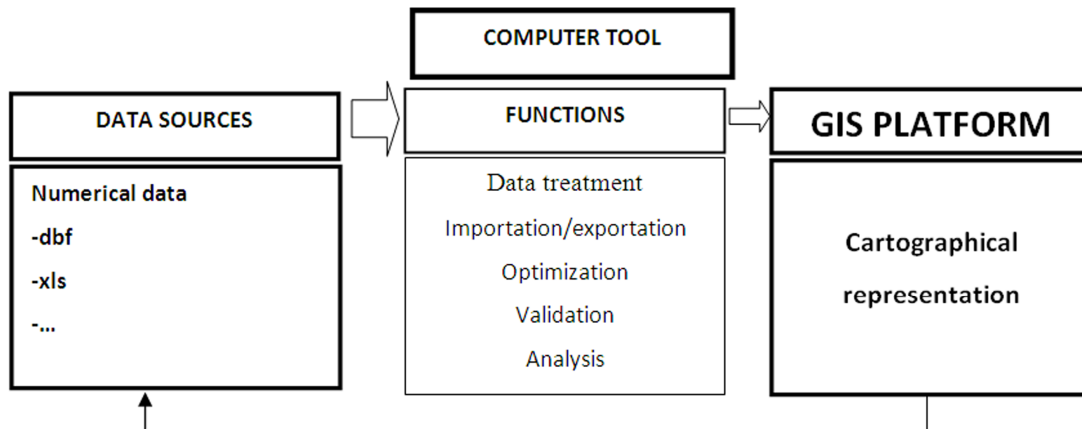 COMPUTER TOOL
DATA SOURCES
Numerical data
-dbf
-xls
-...
FUNCTIONS
Data treatment
Importation/exportation
Optimization
Validation
Analysis
GIS PLATFORM
Cartographical
representation